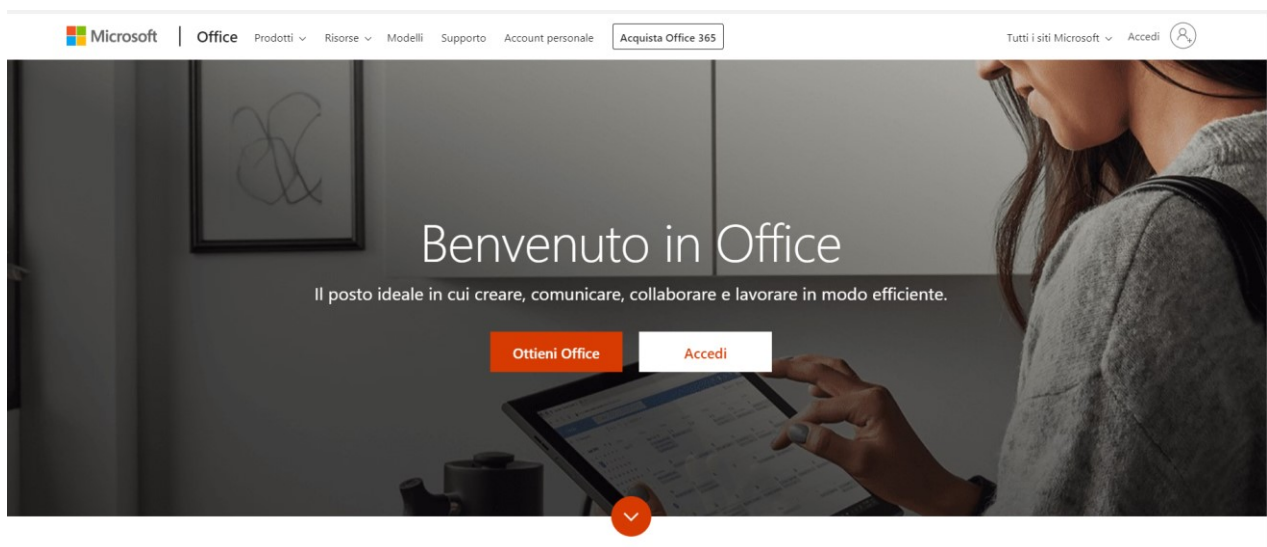 Microsoft | Office Prodotti Risorse Modelli Supporto Account personale Acquista Office 365 Tutti i siti Microsoft Accedi
Benvenuto in Office
Il posto ideale in cui creare, comunicare, collaborare e lavorare in modo efficiente.
Ottieni Office Accedi